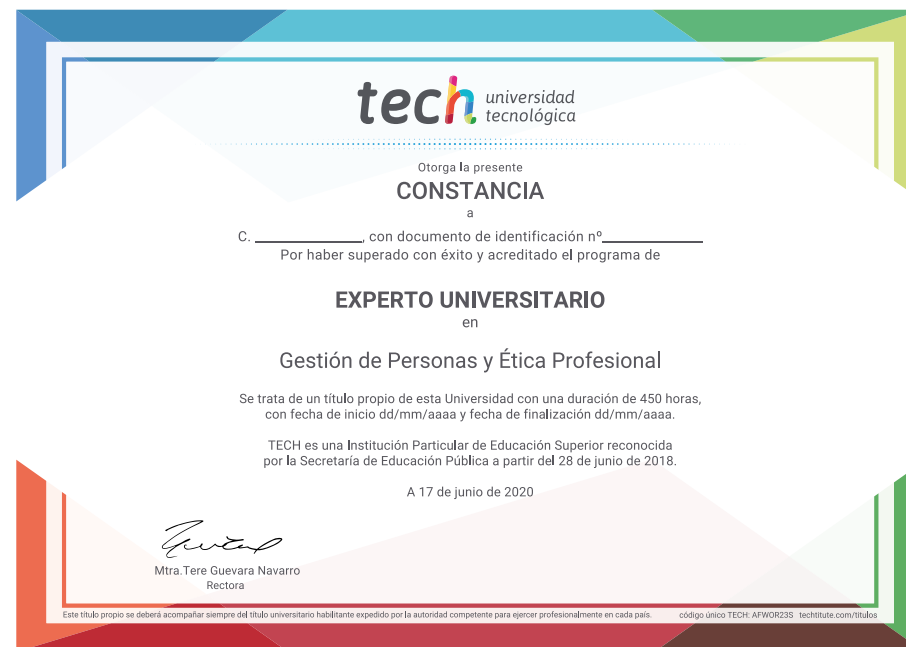 tech universidad
tecnológica
Otorga la presente
CONSTANCIA
a
C. ______________, con documento de identificación nº_____________
Por haber superado con éxito y acreditado el programa de
EXPERTO UNIVERSITARIO
en
Gestión de Personas y Ética Profesional
Se trata de un título propio de esta Universidad con una duración de 450 horas,
con fecha de inicio dd/mm/aaaa y fecha de finalización dd/mm/aaaa.
TECH es una Institución Particular de Educación Superior reconocida
por la Secretaría de Educación Pública a partir del 28 de junio de 2018.
A 17 de junio de 2020
Mtra.Tere Guevara Navarro
Rectora
Este título propio se deberá acompañar siempre del título universitario habilitante expedido por la autoridad competente para ejercer profesionalmente en cada país. código único TECH: AFWOR23S techtitute.com/titulos